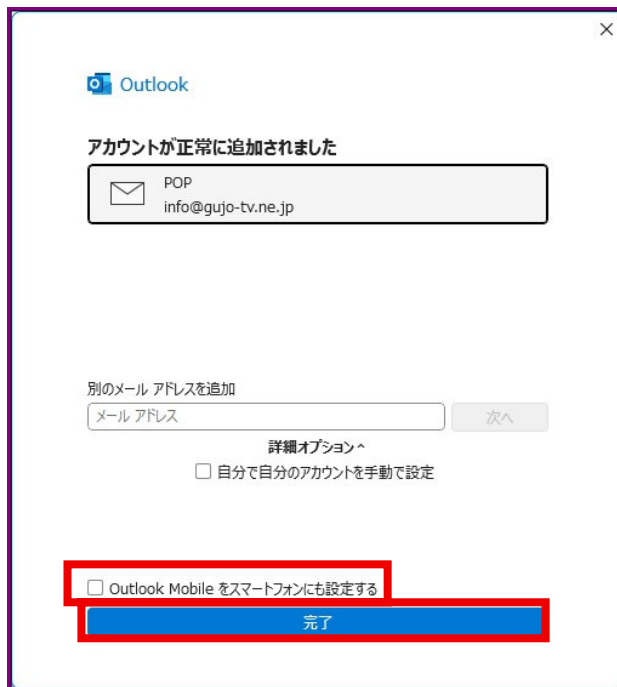 Outlook
アカウントが正常に追加されました
POP
info@gujo-tv.ne.jp
別のメール アドレスを追加
メール アドレス
次へ
詳細オプション
自分で自分のアカウントを手動で設定
Outlook Mobile をスマートフォンにも設定する
完了